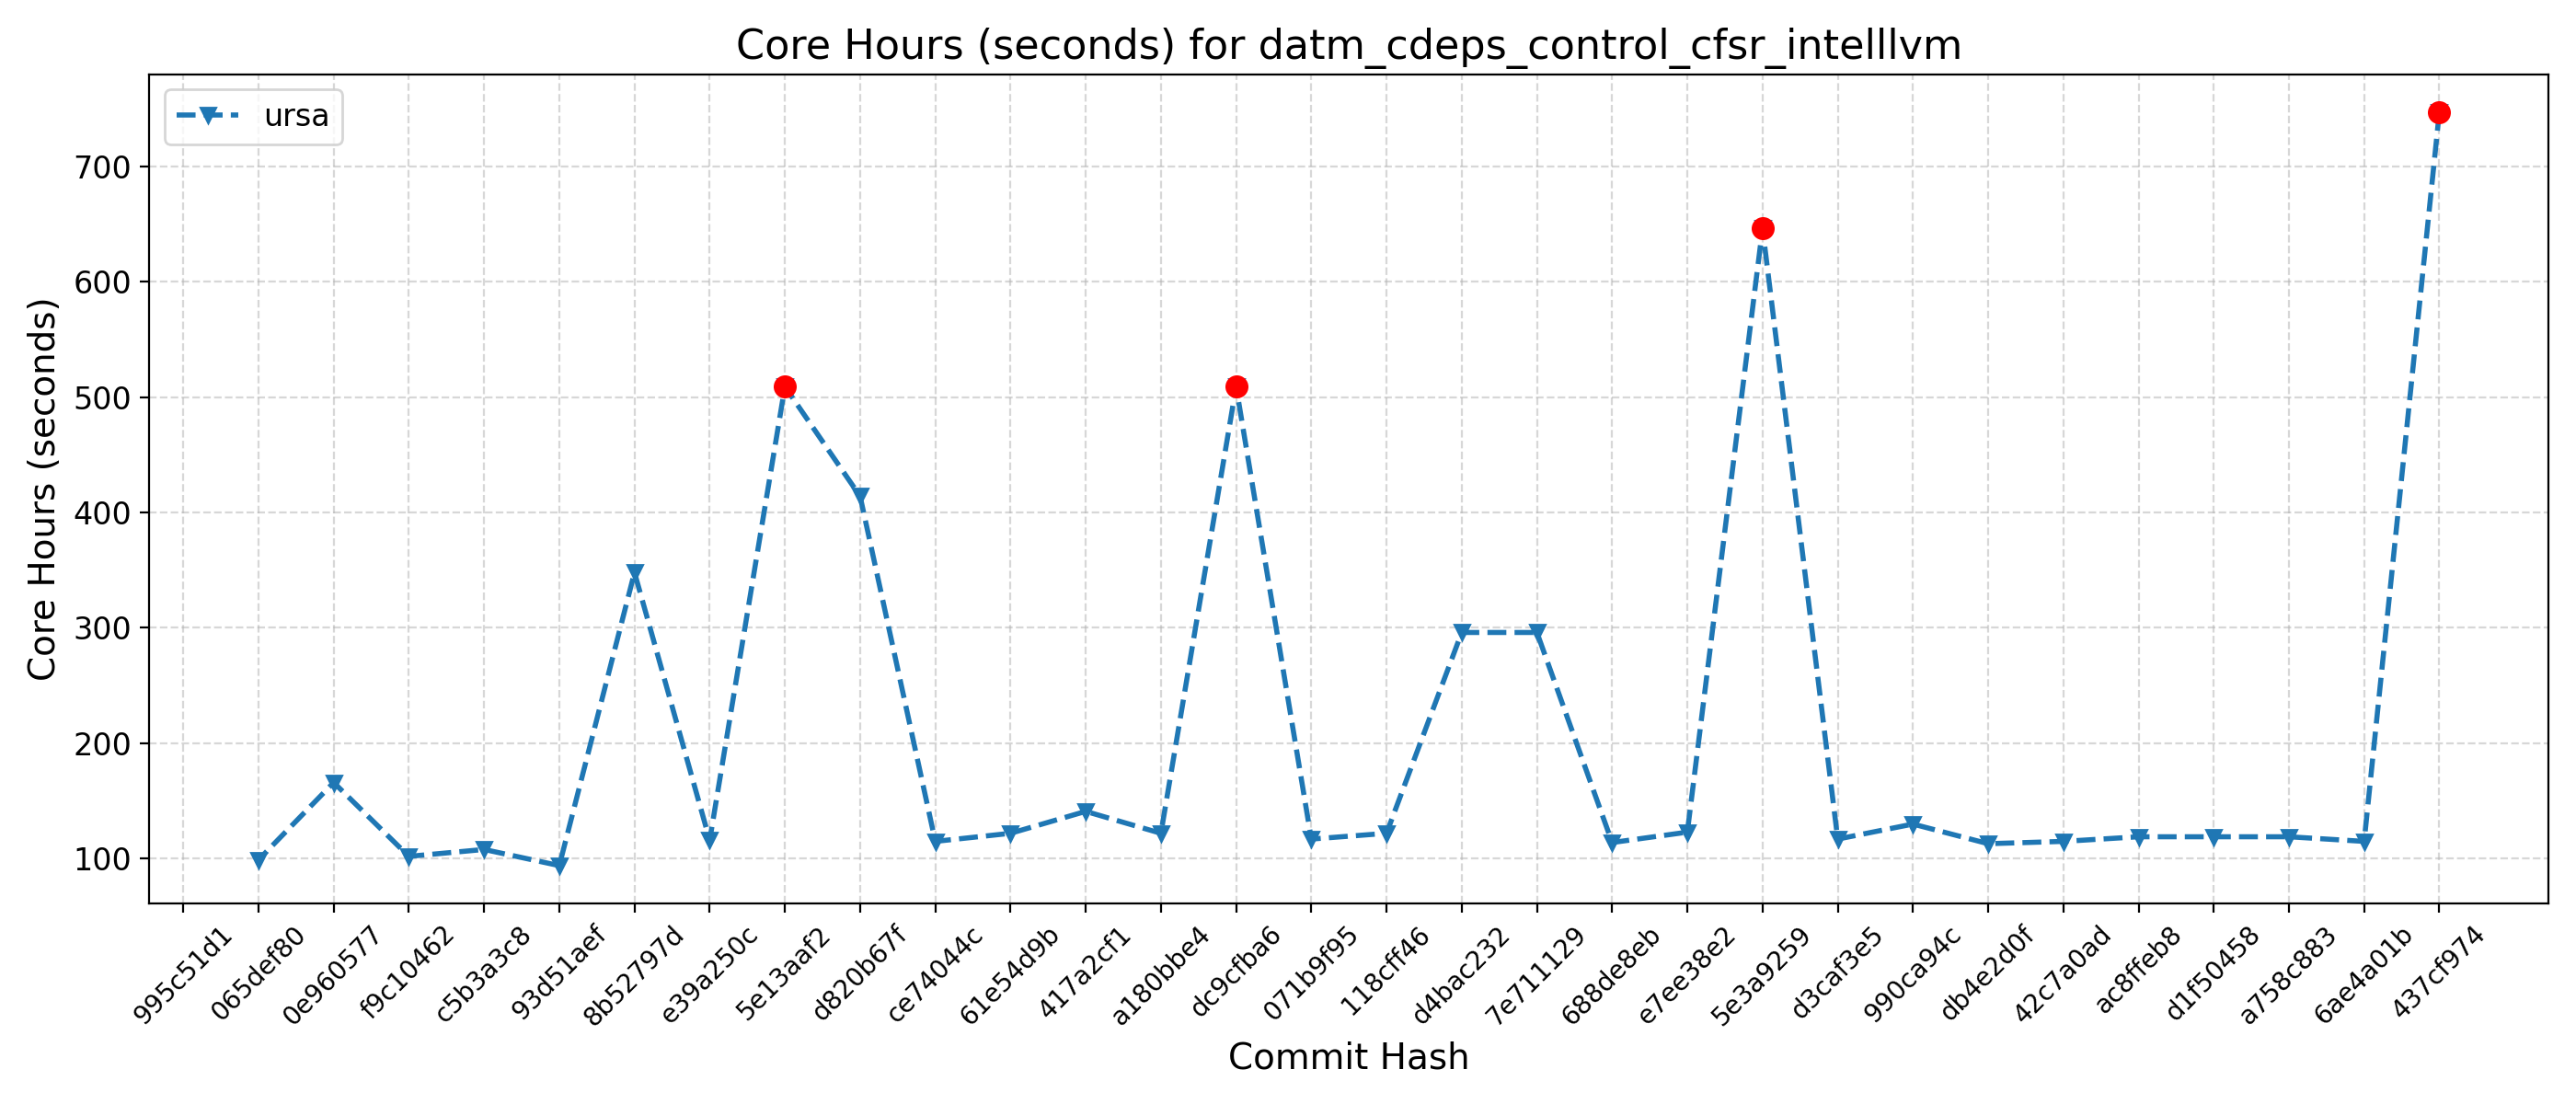 Core Hours (seconds) for datm_cdeps_control_cfsr_intelllvm
ursa
Core Hours (seconds)
700
600
500
400
300
200
100
995c51d1
065def80
0e960577
f9c10462
c5b3a3c8
93d51aef
8b52797d
e39a250c
5e13aaf2
d820b67f
ce74044c
61e54d9b
417a2cf1
a180bbe4
dc9cfba6
071b9f95
118cff46
d4bac232
7e711129
688de8eb
e7ee38e2
5e3a9259
d3caf3e5
990ca94c
db4e2d0f
42c7a0ad
ac8ffeb8
d1f50458
a758c883
6ae4a01b
437cf974
Commit Hash